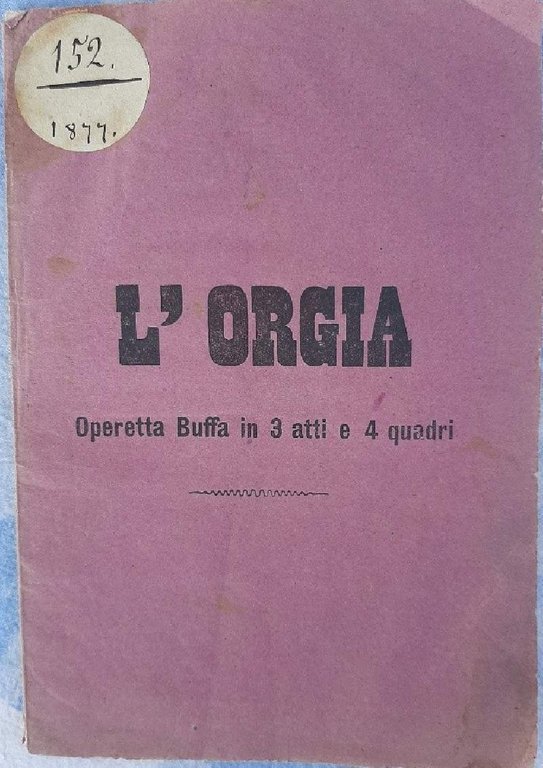 152.
1877.
L' ORGIA
Operetta Buffa in 3 atti e 4 quadri